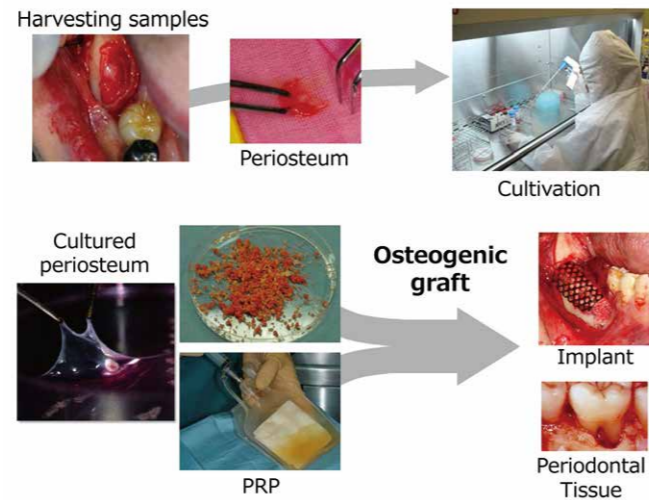 Harvesting samples
Periosteum
Cultivation
Cultured
periosteum
Osteogenic
graft
Implant
PRP
Periodontal
Tissue